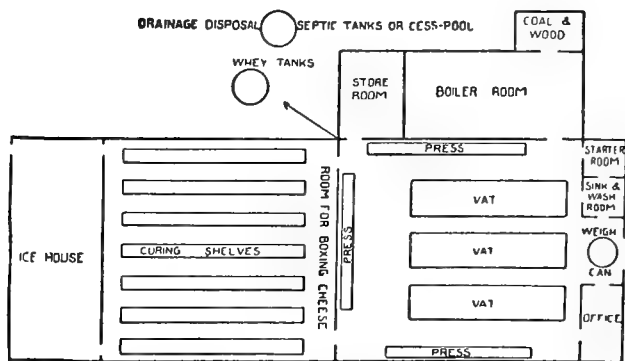 DRAINAGE DISPOSAL SEPTIC TANKS OR CESS-POOL
COAL &
WOOD
WHEY TANKS
STORE
ROOM
BOILER ROOM
PRESS
STARTER
ROOM
ROOM FOR BOXING CHEESE
PRESS
VAT
SINK &
WASH
ROOM
ICE HOUSE
CURING SHELVES
VAT
WEIGH
CAN
VAT
OFFICE
PRESS